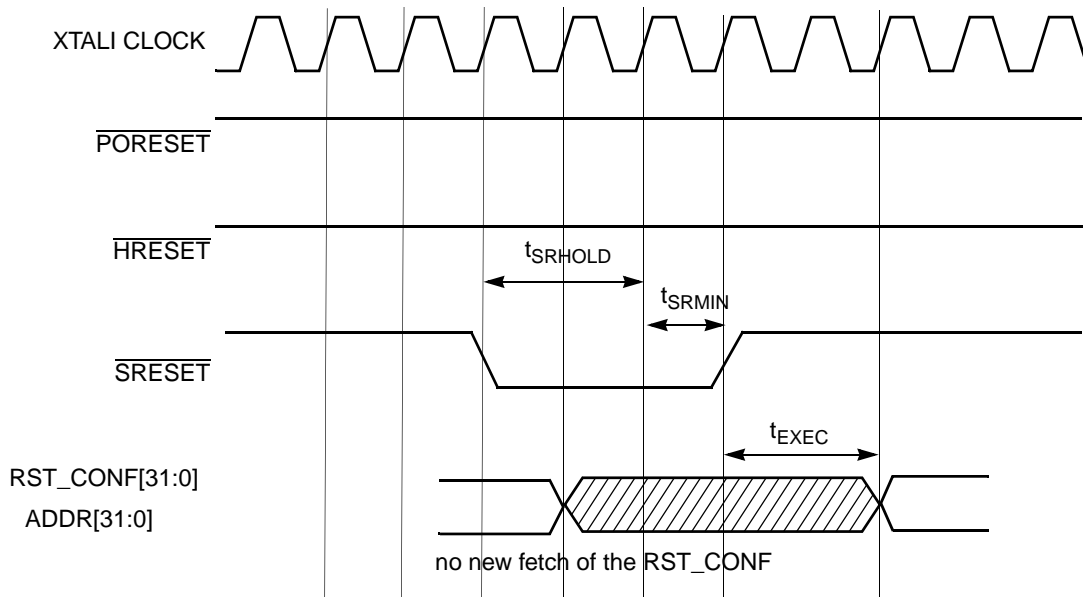 XTALI CLOCK
PORESET
HRESET
tSRHOLD
tSRMIN
SRESET
tEXEC
RST_CONF[31:0]
ADDR[31:0]
no new fetch of the RST_CONF